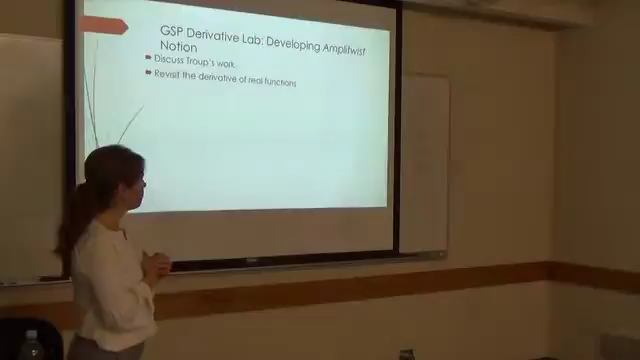 GSP Derivative Lab: Developing Amplitwist
Notion
Discuss Troup's work.
Revisit the derivative of real functions